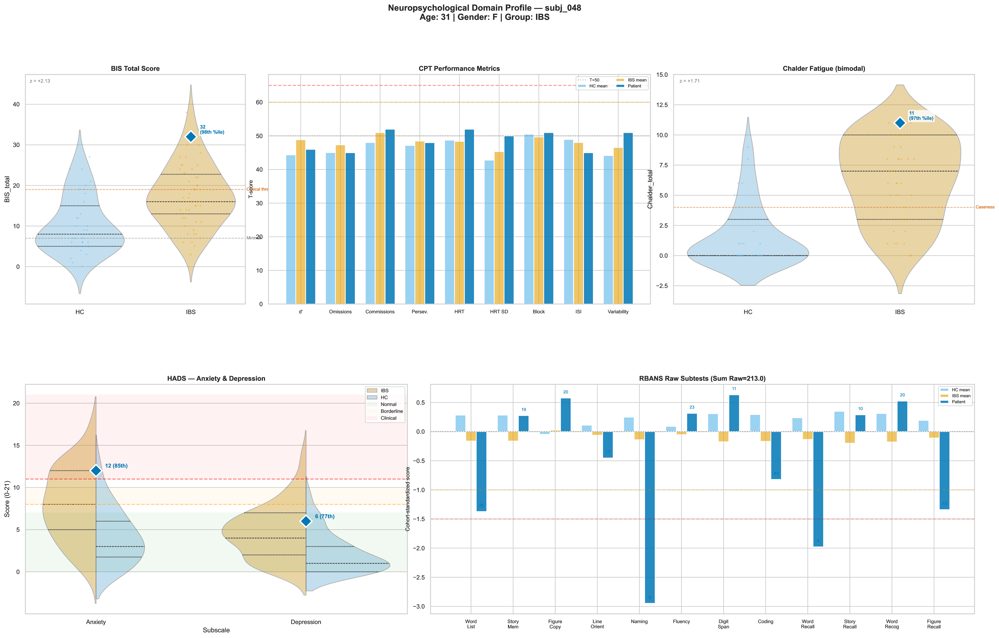 Neuropsychological Domain Profile — subj_048
Age: 31 | Gender: F | Group: IBS
BIS Total Score
z = +2.13
BIS_total
40
30
20
10
0
32
(98th %ile)
Clinical thre
Minimal
HC
IBS
CPT Performance Metrics
T=50
HC mean
IBS mean
Patient
T-score
60
50
40
30
20
10
0
d'
Omissions
Commissions
Persev.
HRT
HRT SD
Block
ISI
Variability
Chalder Fatigue (bimodal)
z = +1.71
Chalder_total
15.0
12.5
10.0
7.5
5.0
2.5
0.0
−2.5
11
(97th %ile)
Caseness
HC
IBS
HADS — Anxiety & Depression
IBS
HC
Normal
Borderline
Clinical
Score (0-21)
20
15
10
5
0
12 (85th)
6 (77th)
Anxiety
Depression
Subscale
RBANS Raw Subtests (Sum Raw=213.0)
HC mean
IBS mean
Patient
Cohort-standardized score
0.5
0.0
−0.5
−1.0
−1.5
−2.0
−2.5
−3.0
25
19
20
17
8
23
11
43
4
10
20
13
Word
List
Story
Mem
Figure
Copy
Line
Orient
Naming
Fluency
Digit
Span
Coding
Word
Recall
Story
Recall
Word
Recog
Figure
Recall